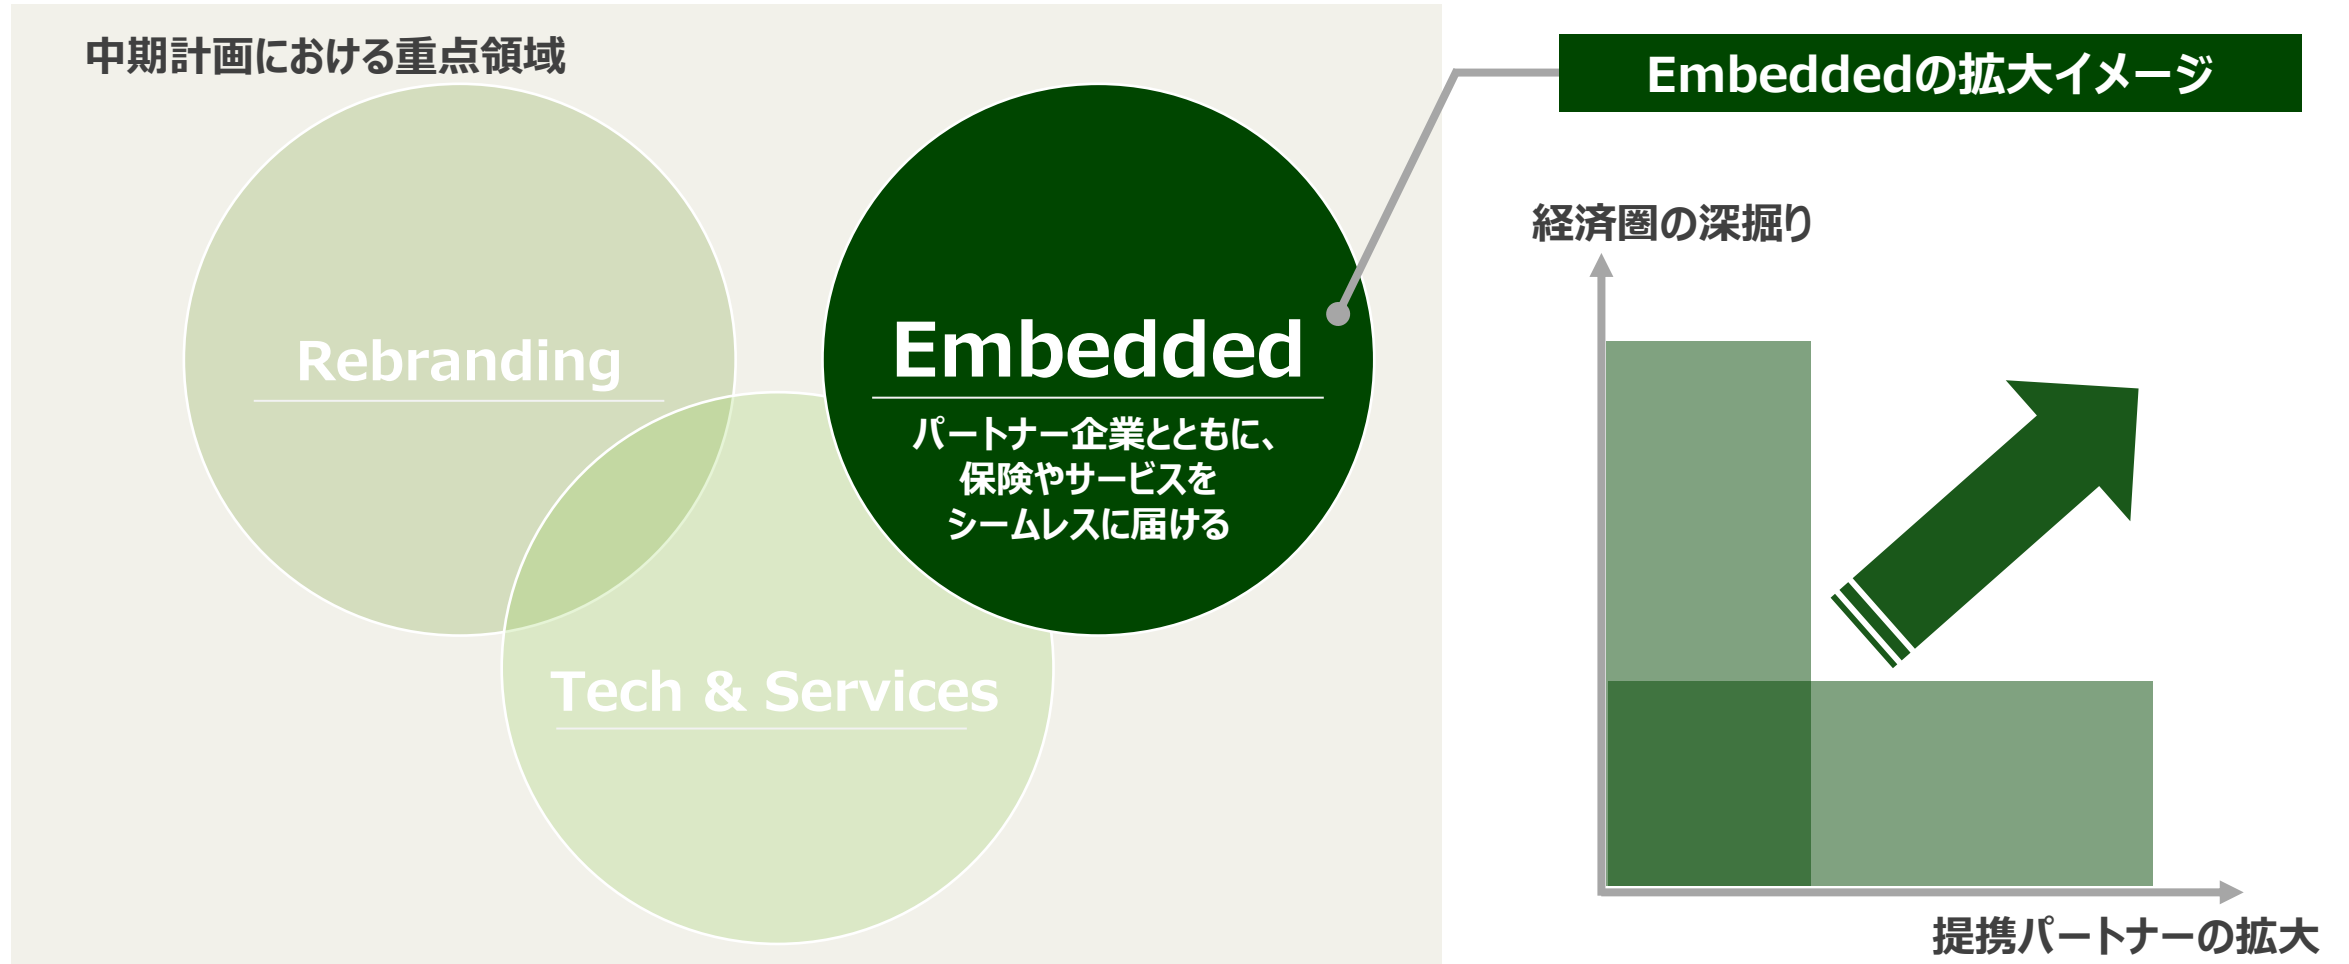 中期計画における重点領域
Rebranding
Embedded
パートナー企業とともに、
保険やサービスを
シームレスに届ける
Tech & Services
Embeddedの拡大イメージ
経済圏の深掘り
提携パートナーの拡大